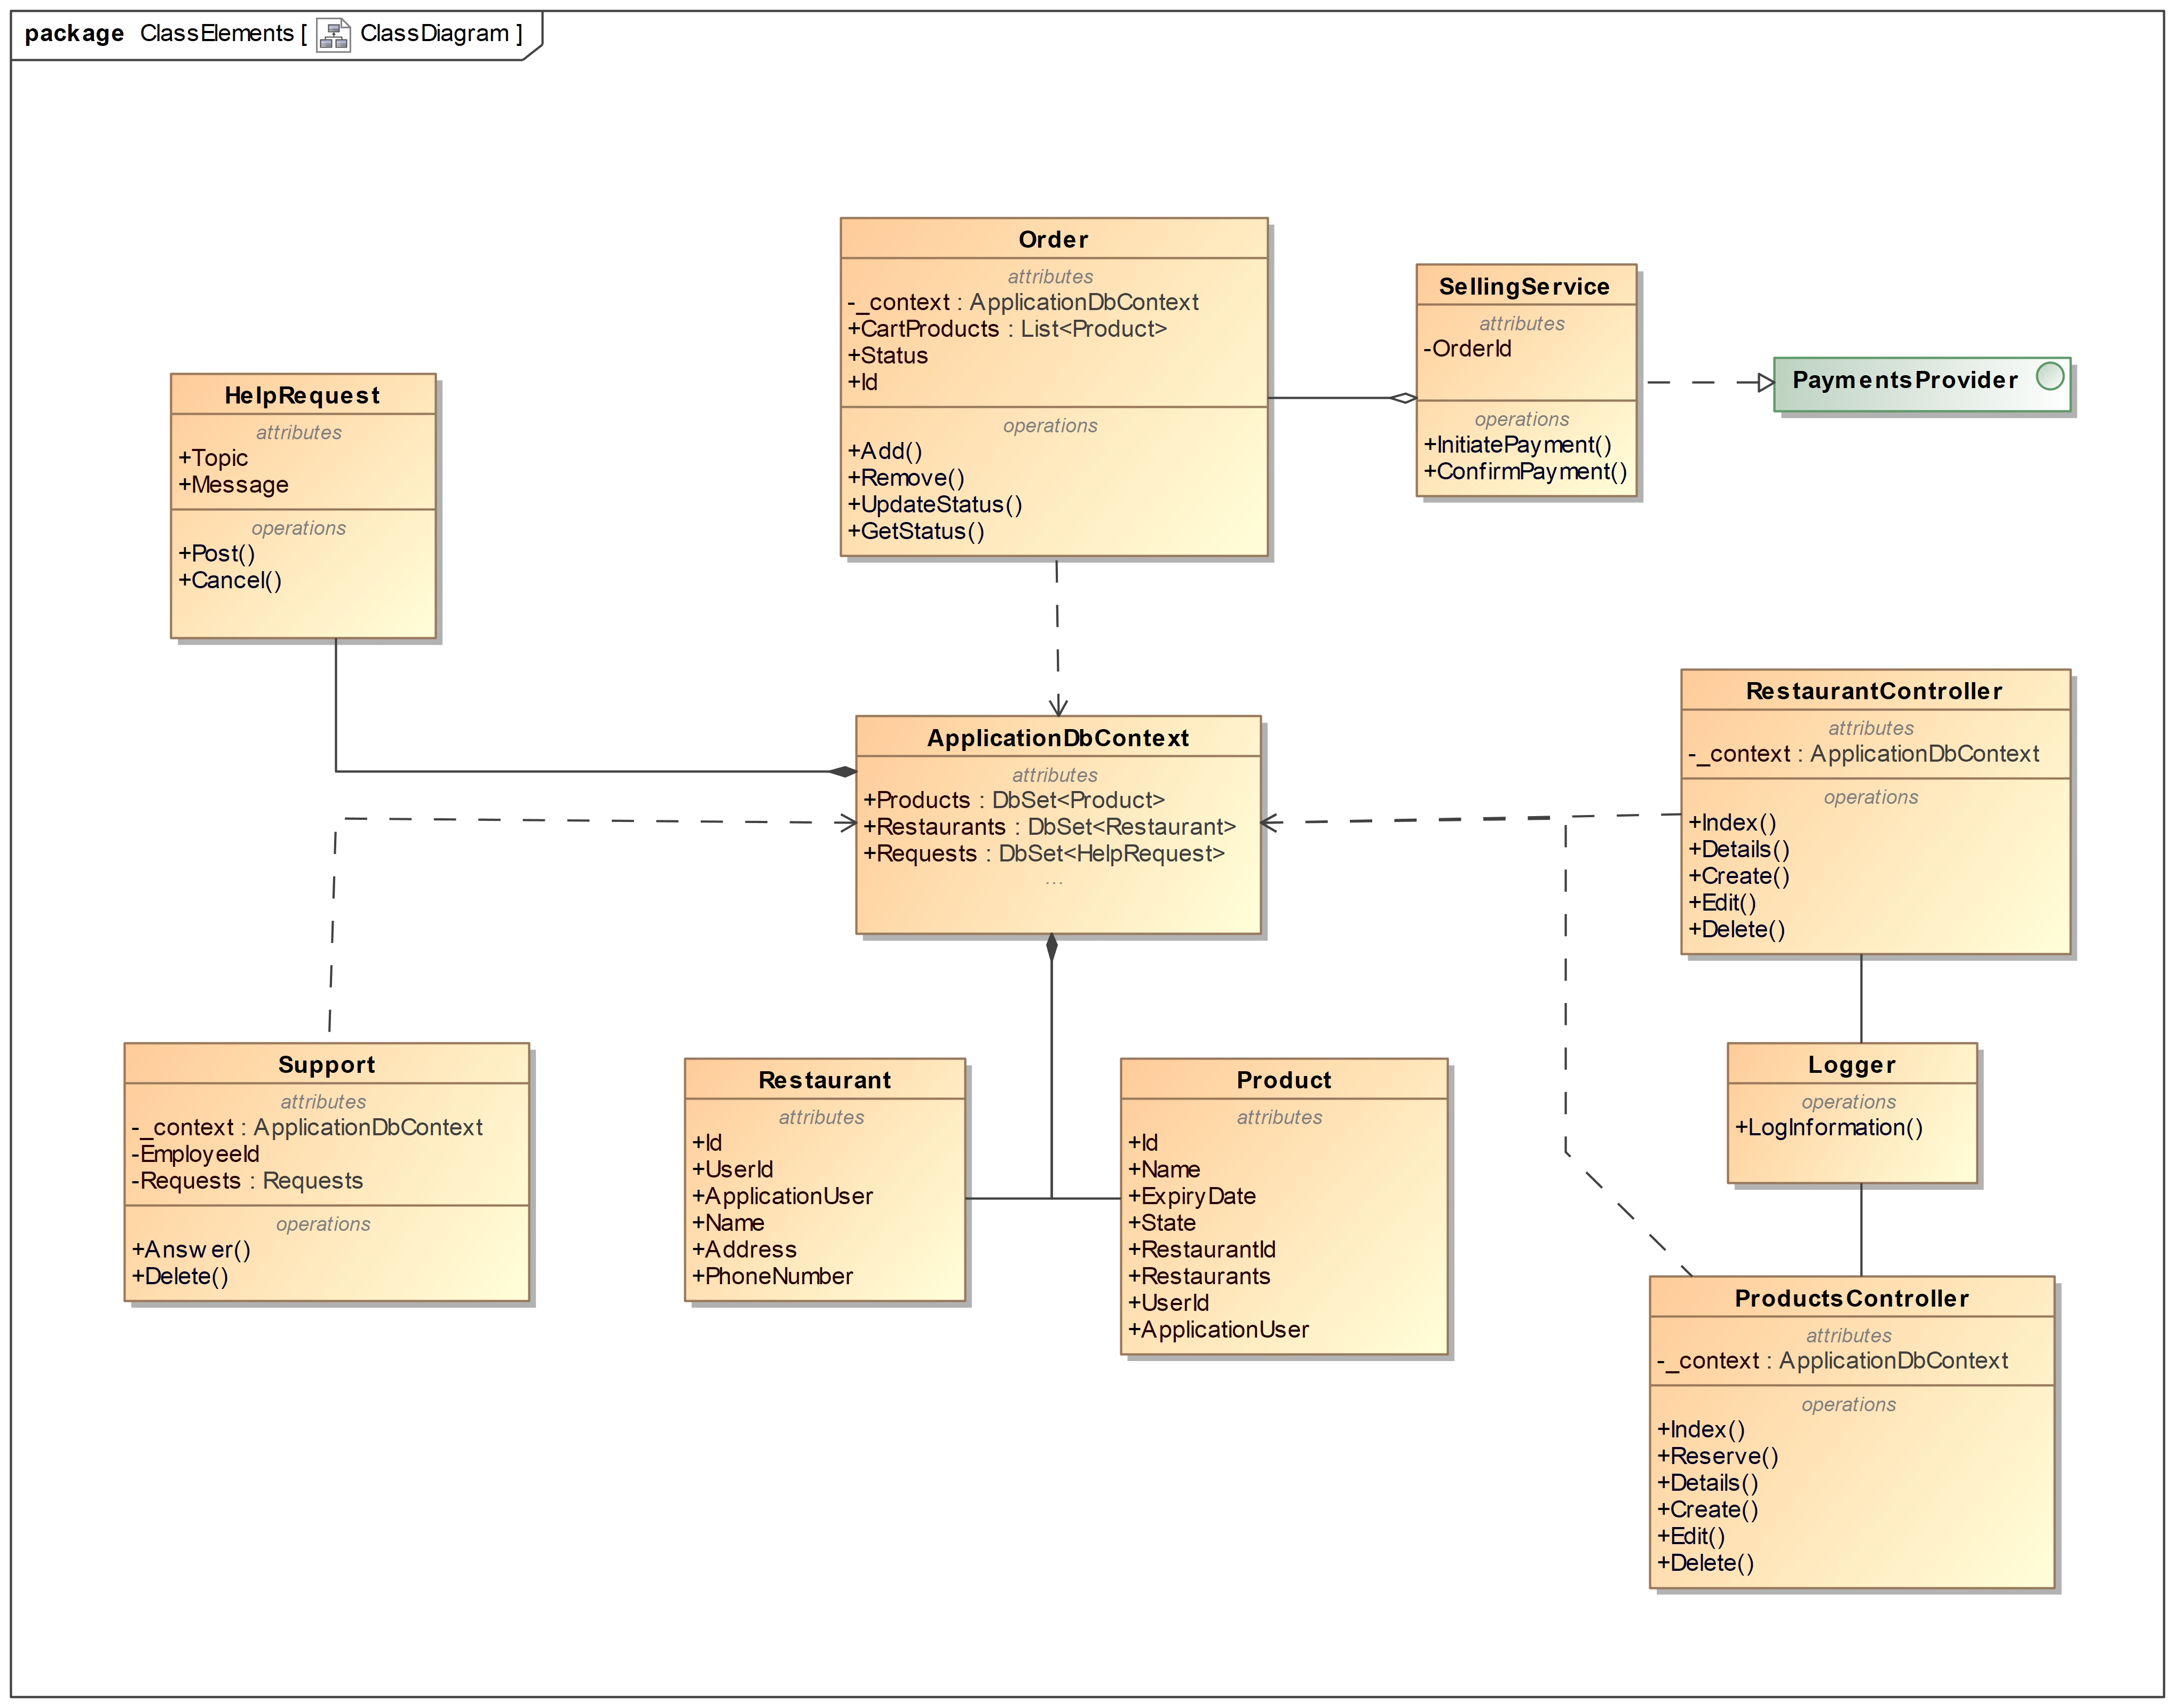 package ClassElements [ ClassDiagram ]
Order
attributes
-_context : ApplicationDbContext
+CartProducts : List<Product>
+Status
+Id
operations
+Add()
+Remove()
+UpdateStatus()
+GetStatus()
SellingService
attributes
-OrderId
operations
+InitiatePayment()
+ConfirmPayment()
PaymentsProvider
HelpRequest
attributes
+Topic
+Message
operations
+Post()
+Cancel()
ApplicationDbContext
attributes
+Products : DbSet<Product>
+Restaurants : DbSet<Restaurant>
+Requests : DbSet<HelpRequest>
...
RestaurantController
attributes
-_context : ApplicationDbContext
operations
+Index()
+Details()
+Create()
+Edit()
+Delete()
Support
attributes
-_context : ApplicationDbContext
-EmployeeId
-Requests : Requests
operations
+Answer()
+Delete()
Restaurant
attributes
+Id
+UserId
+ApplicationUser
+Name
+Address
+PhoneNumber
Product
attributes
+Id
+Name
+ExpiryDate
+State
+RestaurantId
+Restaurants
+UserId
+ApplicationUser
Logger
operations
+LogInformation()
ProductsController
attributes
-_context : ApplicationDbContext
operations
+Index()
+Reserve()
+Details()
+Create()
+Edit()
+Delete()